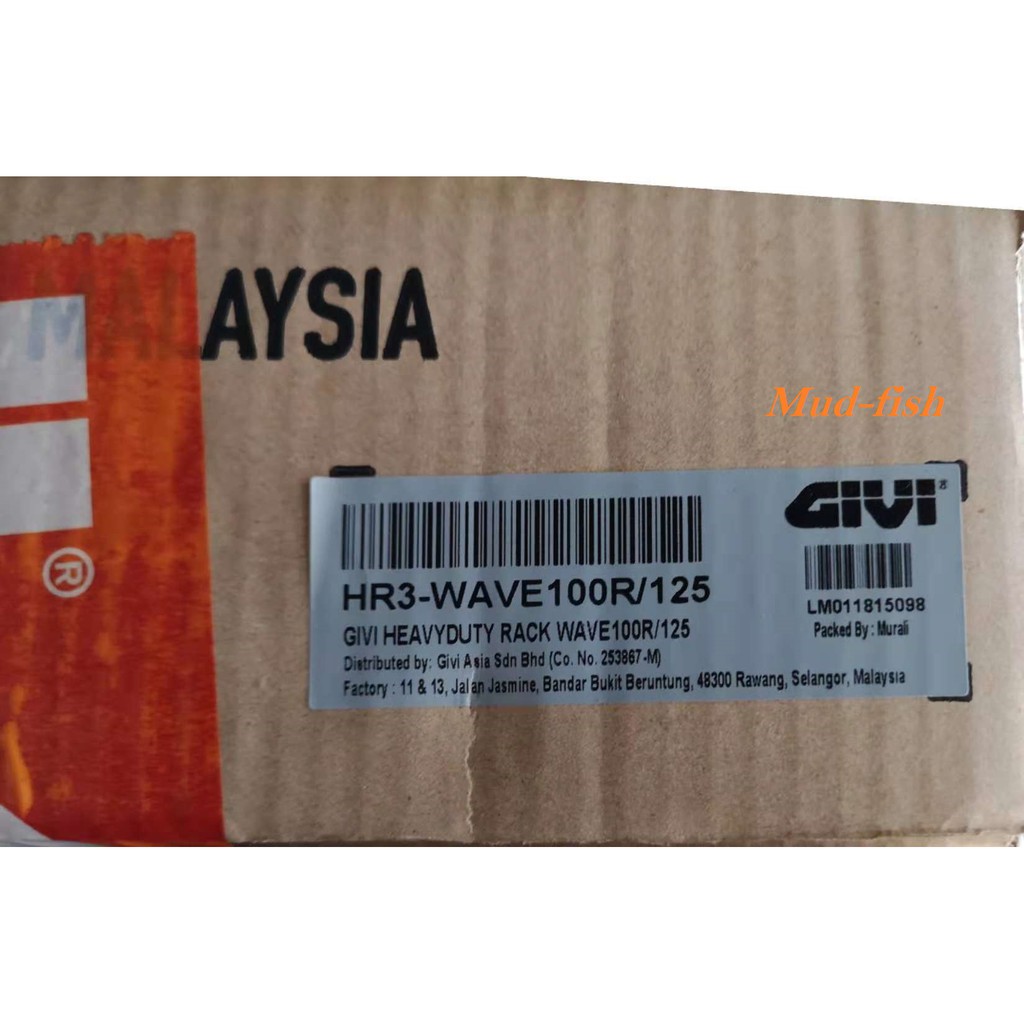 MALAYSIA
Mud-fish
GIVI®
HR3-WAVE100R/125
LM011815098
GIVI HEAVYDUTY RACK WAVE100R/125
Packed By : Murali
Distributed by: Givi Asia Sdn Bhd (Co. No. 253867-M)
Factory : 11 & 13, Jalan Jasmine, Bandar Bukit Beruntung, 48300 Rawang, Selangor, Malaysia
®